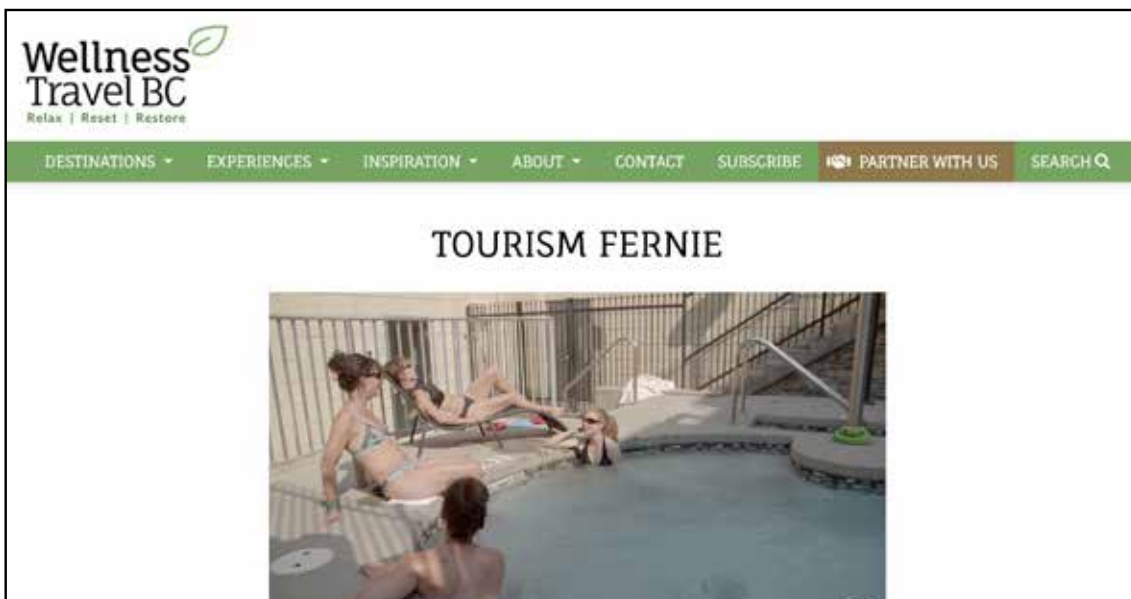 Wellness
Travel BC
Relax | Reset | Restore
DESTINATIONS EXPERIENCES INSPIRATION ABOUT CONTACT SUBSCRIBE PARTNER WITH US SEARCH
TOURISM FERNIE